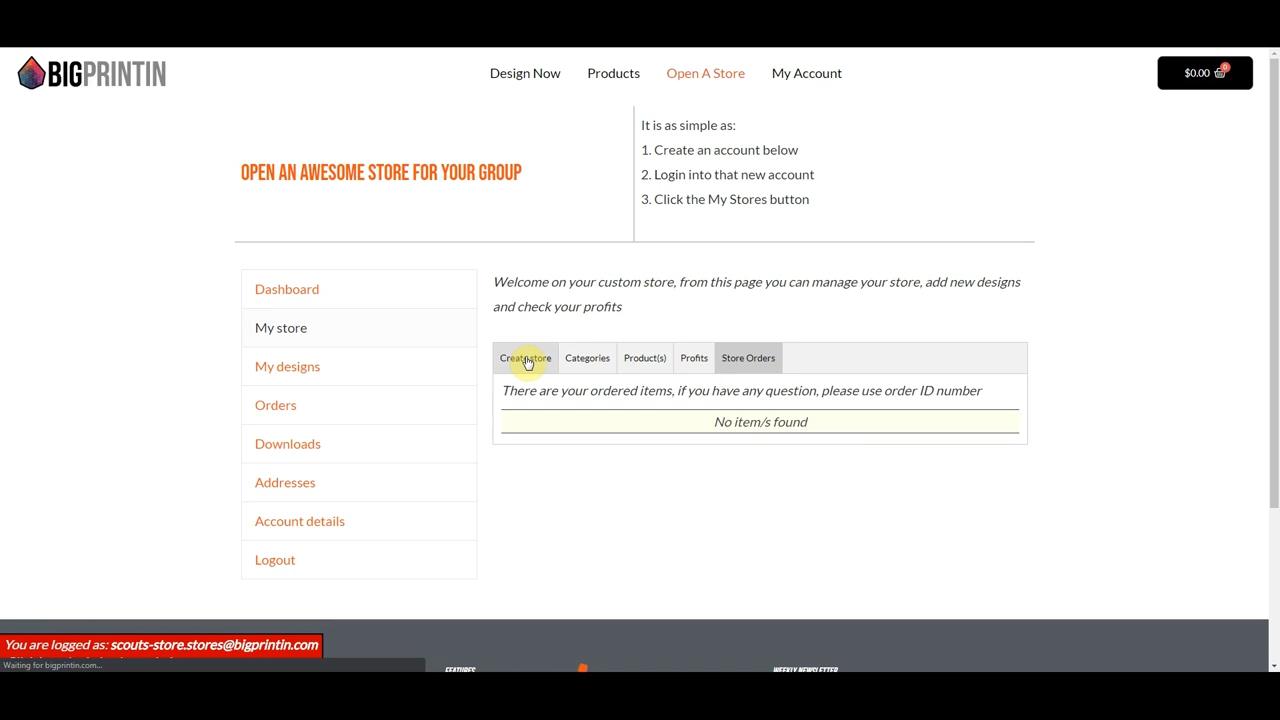 BIGPRINTIN
Design Now
Products
Open A Store
My Account
$0.00
0
OPEN AN AWESOME STORE FOR YOUR GROUP
It is as simple as:
1. Create an account below
2. Login into that new account
3. Click the My Stores button
Dashboard
My store
My designs
Orders
Downloads
Addresses
Account details
Logout
Welcome on your custom store, from this page you can manage your store, add new designs
and check your profits
Create store
Categories
Product(s)
Profits
Store Orders
There are your ordered items, if you have any question, please use order ID number
No item/s found
You are logged as: scouts-store.stores@bigprintin.com
Waiting for bigprintin.com...
FEATURES
WEEKLY NEWSLETTER